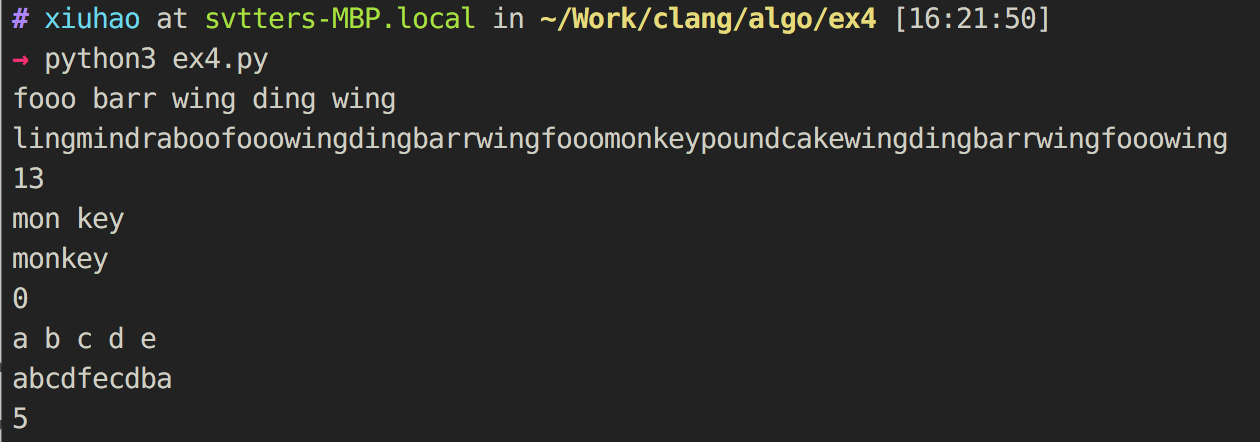 # xiuhao at svtters-MBP.local in ~/Work/clang/algo/ex4 [16:21:50]
→ python3 ex4.py
fooo barr wing ding wing
lingmindraboofooowingdingbarrwingfooomonkeypoundcakewingdingbarrwingfooowing
13
mon key
monkey
0
a b c d e
abcdfecdba
5